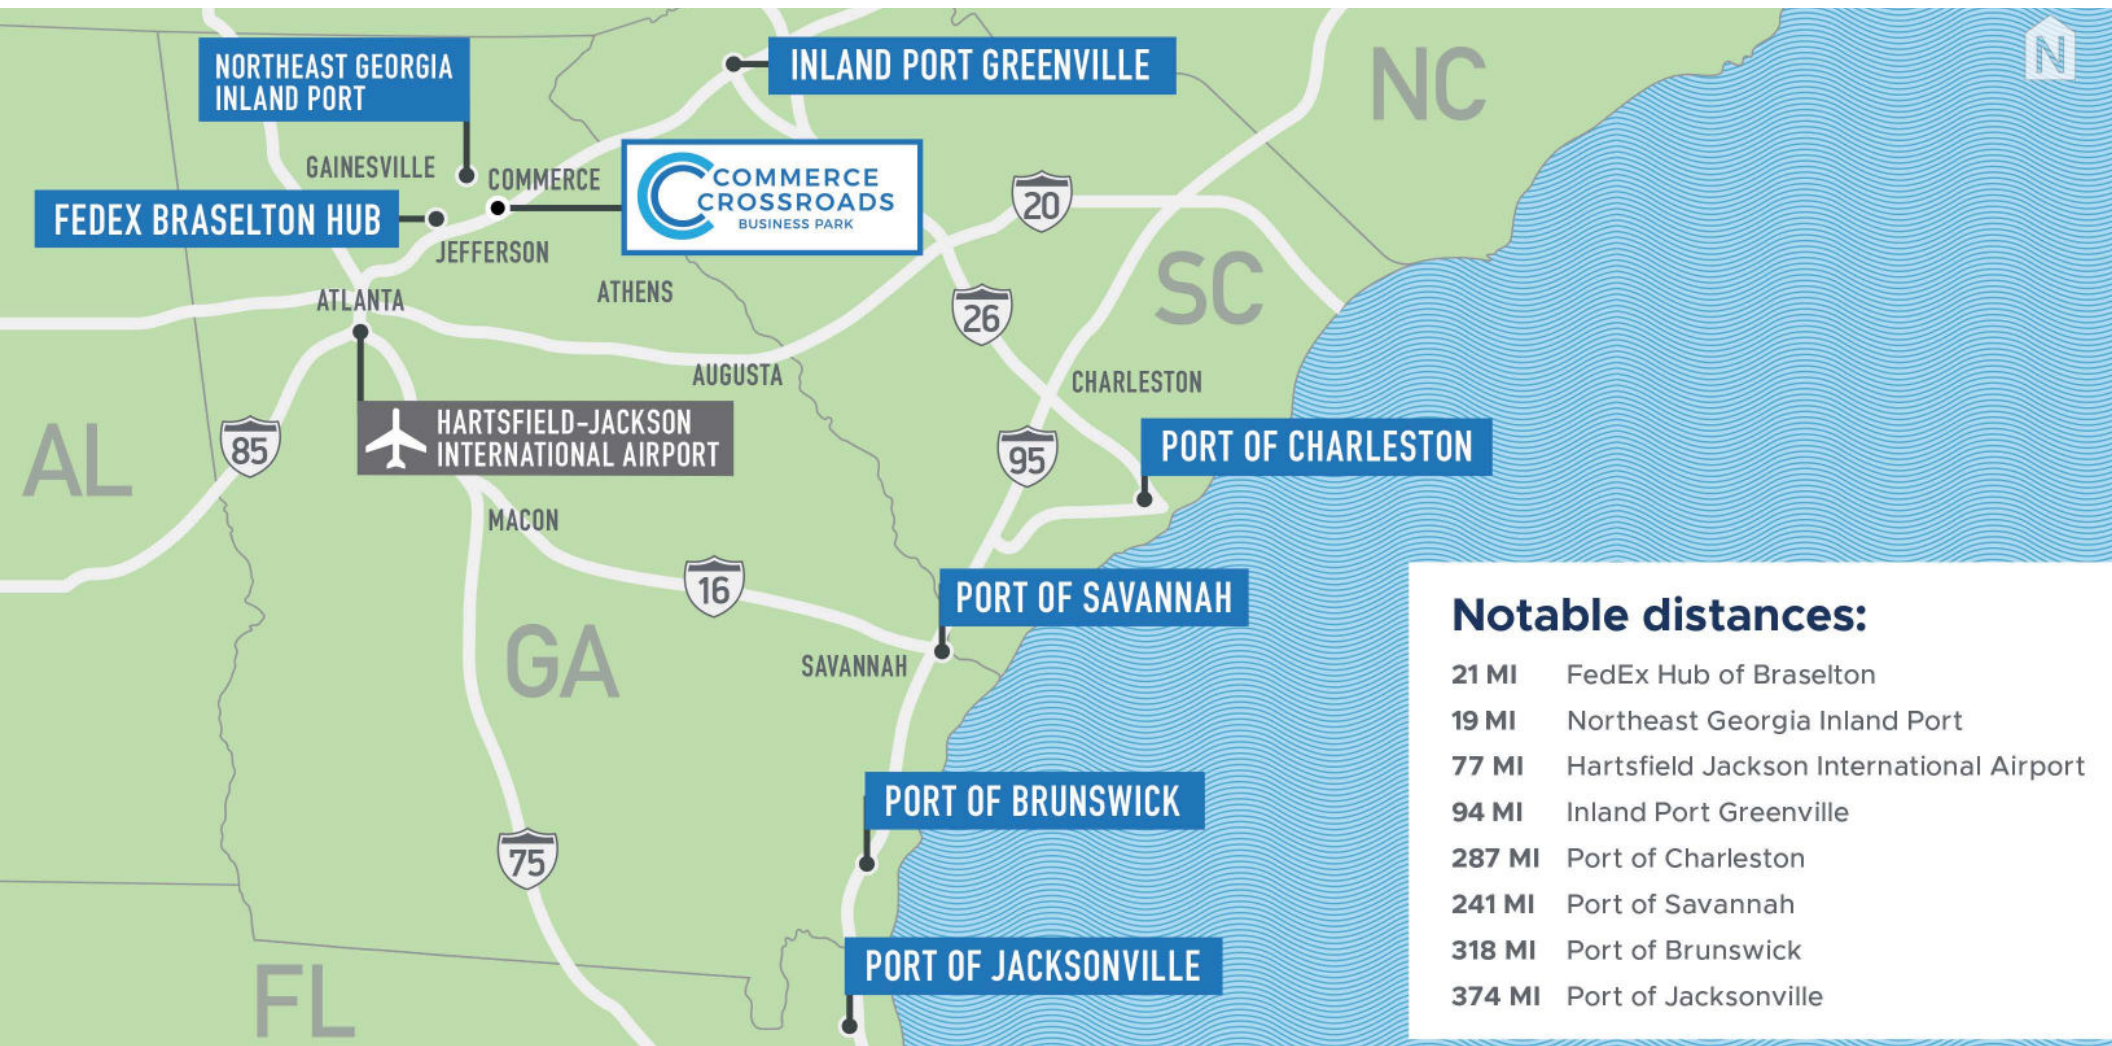 NORTHEAST GEORGIA
INLAND PORT
INLAND PORT GREENVILLE
NC
N
GAINESVILLE
COMMERCE
COMMERCE
CROSSROADS
BUSINESS PARK
FEDEX BRASELTON HUB
JEFFERSON
20
SC
ATLANTA
ATHENS
26
AUGUSTA
CHARLESTON
HARTSFIELD-JACKSON
INTERNATIONAL AIRPORT
AL
85
95
PORT OF CHARLESTON
MACON
16
PORT OF SAVANNAH
GA
SAVANNAH
PORT OF BRUNSWICK
75
PORT OF JACKSONVILLE
FL
Notable distances:
21 MI FedEx Hub of Braselton
19 MI Northeast Georgia Inland Port
77 MI Hartsfield Jackson International Airport
94 MI Inland Port Greenville
287 MI Port of Charleston
241 MI Port of Savannah
318 MI Port of Brunswick
374 MI Port of Jacksonville